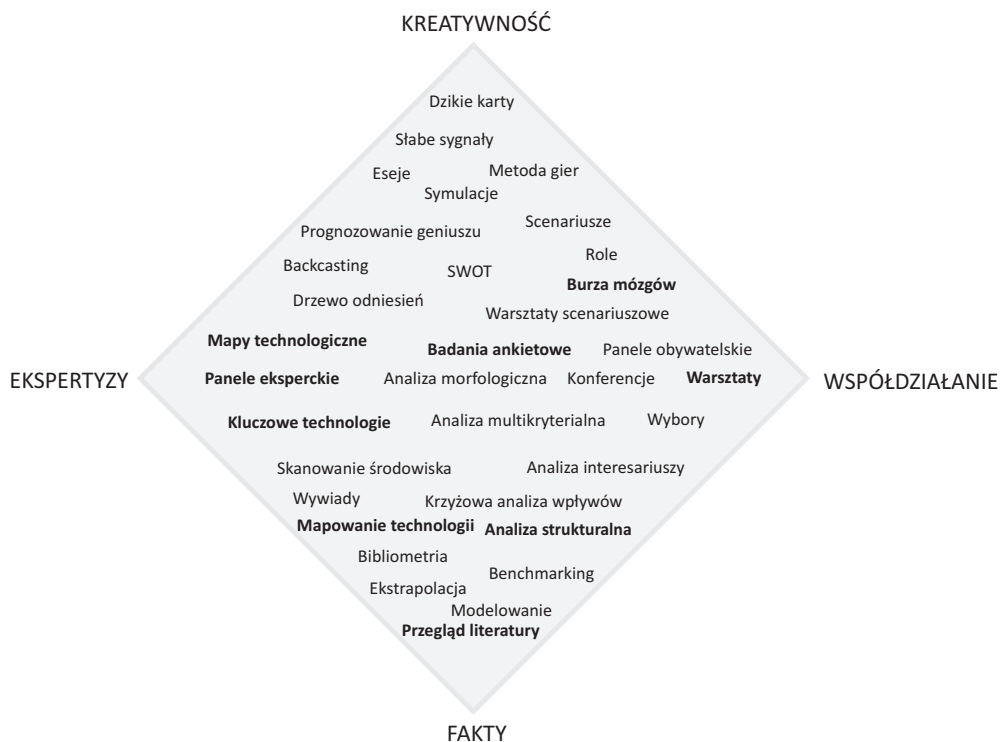 KREATYWNOŚĆ
Dzikie karty
Słabe sygnały
Eseje
Metoda gier
Symulacje
Scenariusze
Prognozowanie geniuszu
Role
Backcasting
SWOT
Burza mózgów
Drzewo odniesień
Warsztaty scenariuszowe
Mapy technologiczne
Badania ankietowe
Panele obywatelskie
EKSPERTYZY
Panele eksperckie
Analiza morfologiczna
Konferencje
Warsztaty
WSPÓŁDZIAŁANIE
Kluczowe technologie
Analiza multikryterialna
Wybory
Skanowanie środowiska
Analiza interesariuszy
Wywiady
Krzyżowa analiza wpływów
Mapowanie technologii
Analiza strukturalna
Bibliometria
Benchmarking
Ekstrapolacja
Modelowanie
Przegląd literatury
FAKTY